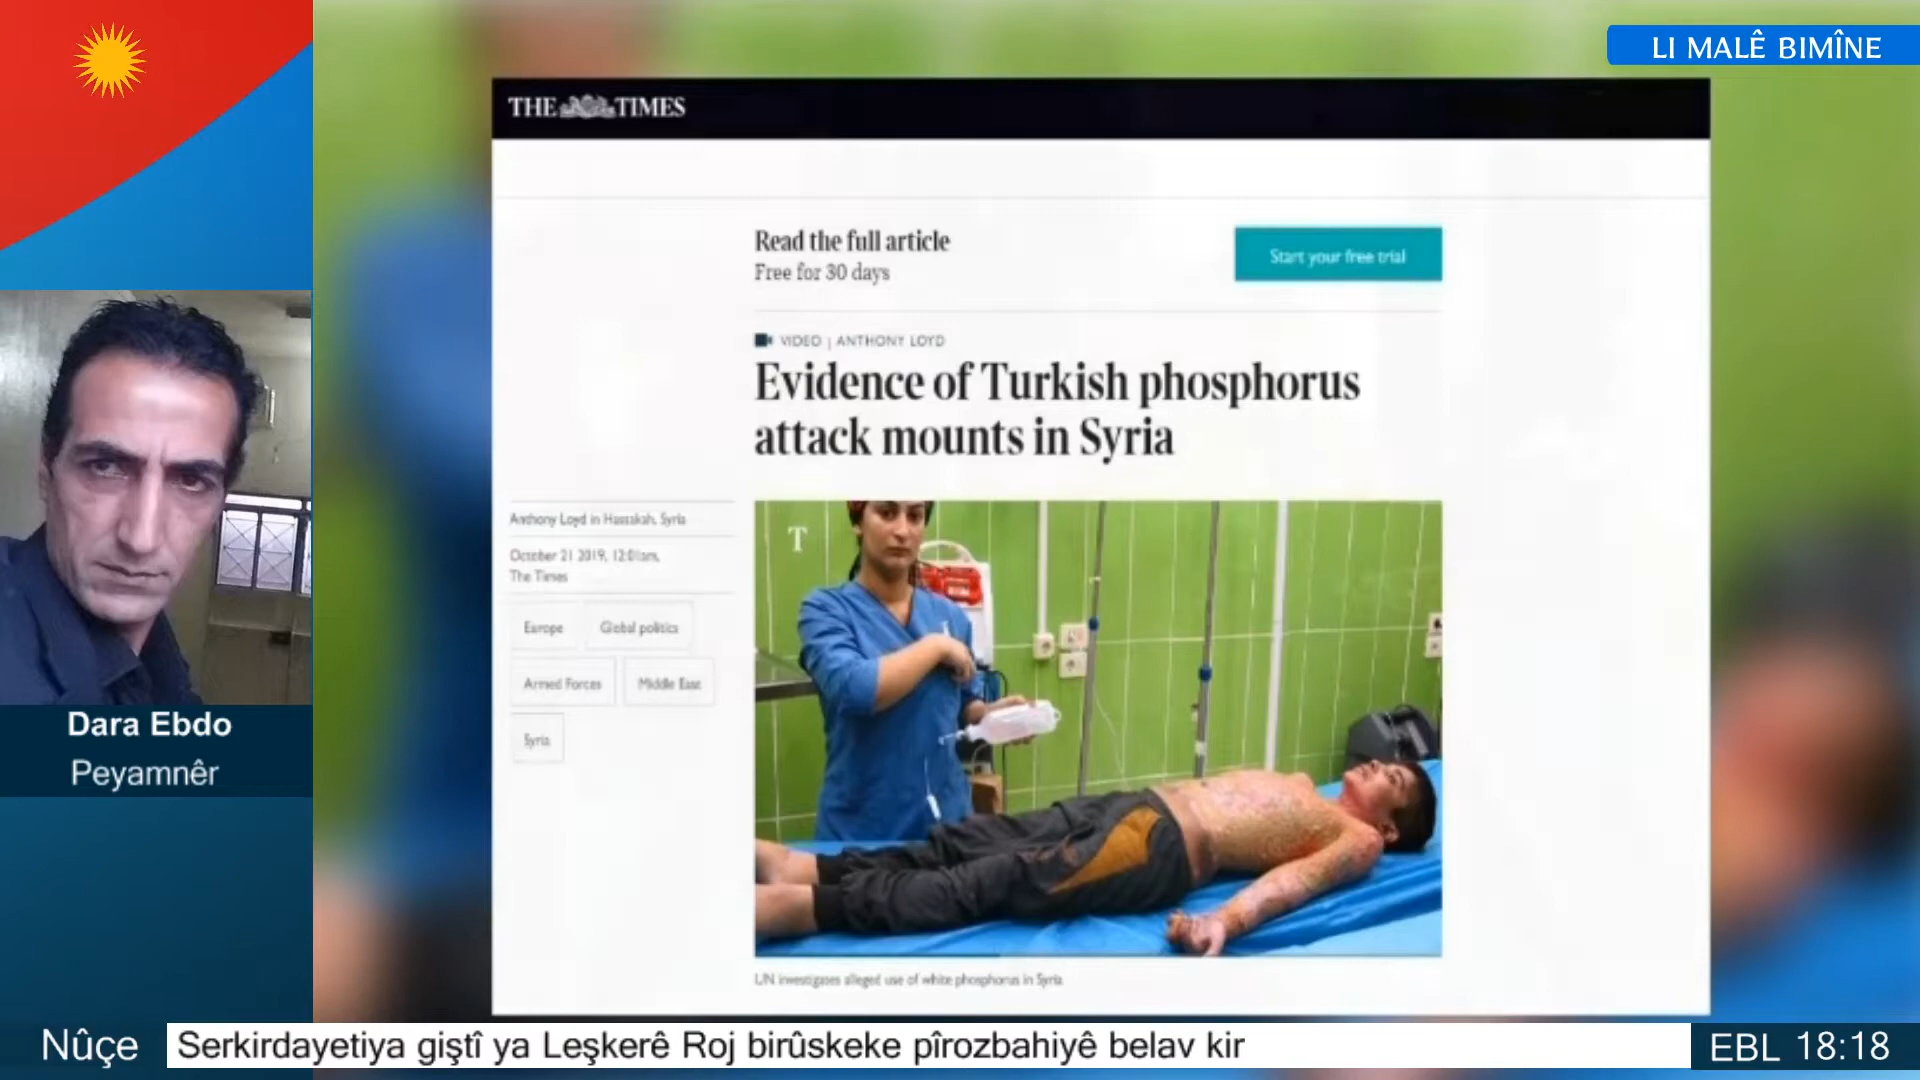 LI MALÊ BIMÎNE
THE TIMES
Read the full article
Free for 30 days
Start your free trial
VIDEO | ANTHONY LOYD
Evidence of Turkish phosphorus
attack mounts in Syria
Anthony Loyd in Hassakah, Syria
October 21 2019, 12:01am,
The Times
Europe
Global politics
Armed Forces
Middle East
Syria
T
UN investigates alleged use of white phosphorus in Syria
Dara Ebdo
Peyamnêr
Nûçe
Serkirdayetiya giştî ya Leşkerê Roj birûskeke pîrozbahiyê belav kir
EBL 18:18